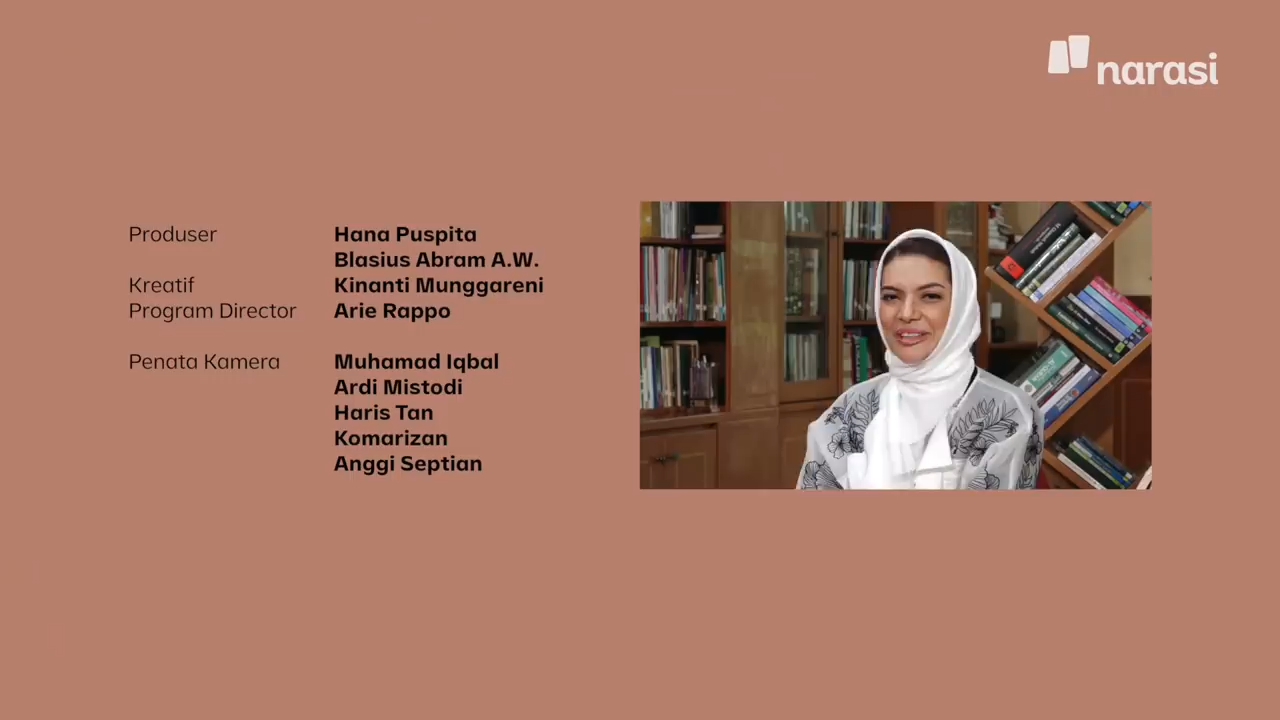 narasi
Produser Hana Puspita
Blasius Abram A.W.
Kreatif Kinanti Munggareni
Program Director Arie Rappo
Penata Kamera Muhamad Iqbal
Ardi Mistodi
Haris Tan
Komarizan
Anggi Septian